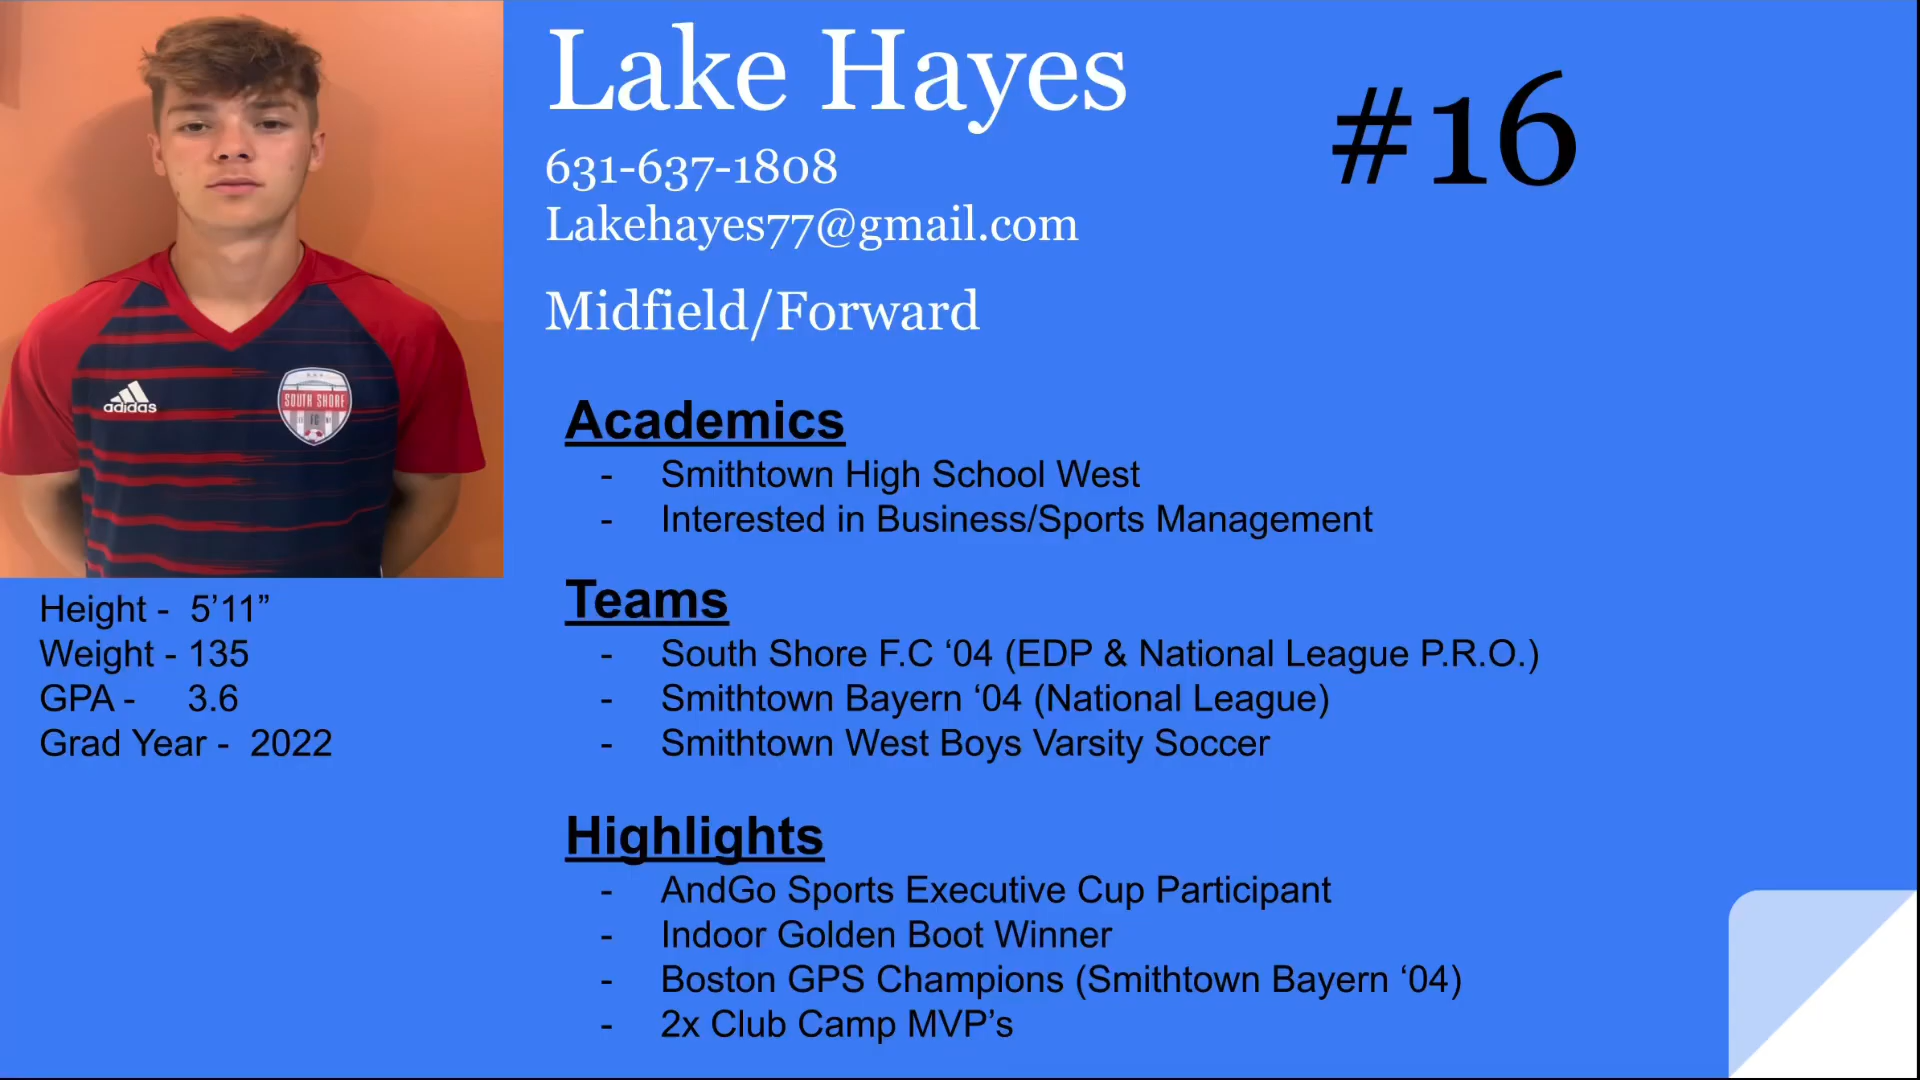 Lake Hayes
#16
631-637-1808
Lakehayes77@gmail.com
Midfield/Forward
adidas
SOUTH SHORE
FC
Height - 5’11”
Weight - 135
GPA - 3.6
Grad Year - 2022
Academics
- Smithtown High School West
- Interested in Business/Sports Management
Teams
- South Shore F.C ‘04 (EDP & National League P.R.O.)
- Smithtown Bayern ‘04 (National League)
- Smithtown West Boys Varsity Soccer
Highlights
- AndGo Sports Executive Cup Participant
- Indoor Golden Boot Winner
- Boston GPS Champions (Smithtown Bayern ‘04)
- 2x Club Camp MVP’s